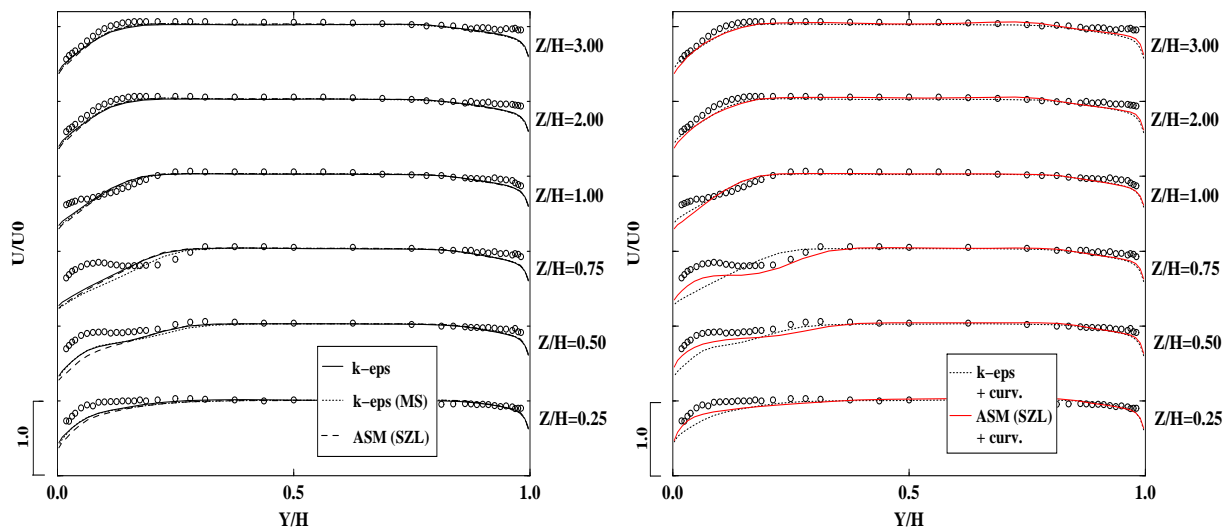 U/U0
Z/H=3.00
Z/H=2.00
Z/H=1.00
Z/H=0.75
Z/H=0.50
Z/H=0.25
k−eps
k−eps (MS)
ASM (SZL)
1.0
0.0
0.5
1.0
Y/H
U/U0
Z/H=3.00
Z/H=2.00
Z/H=1.00
Z/H=0.75
Z/H=0.50
Z/H=0.25
k−eps
+ curv.
ASM (SZL)
+ curv.
1.0
0.0
0.5
1.0
Y/H